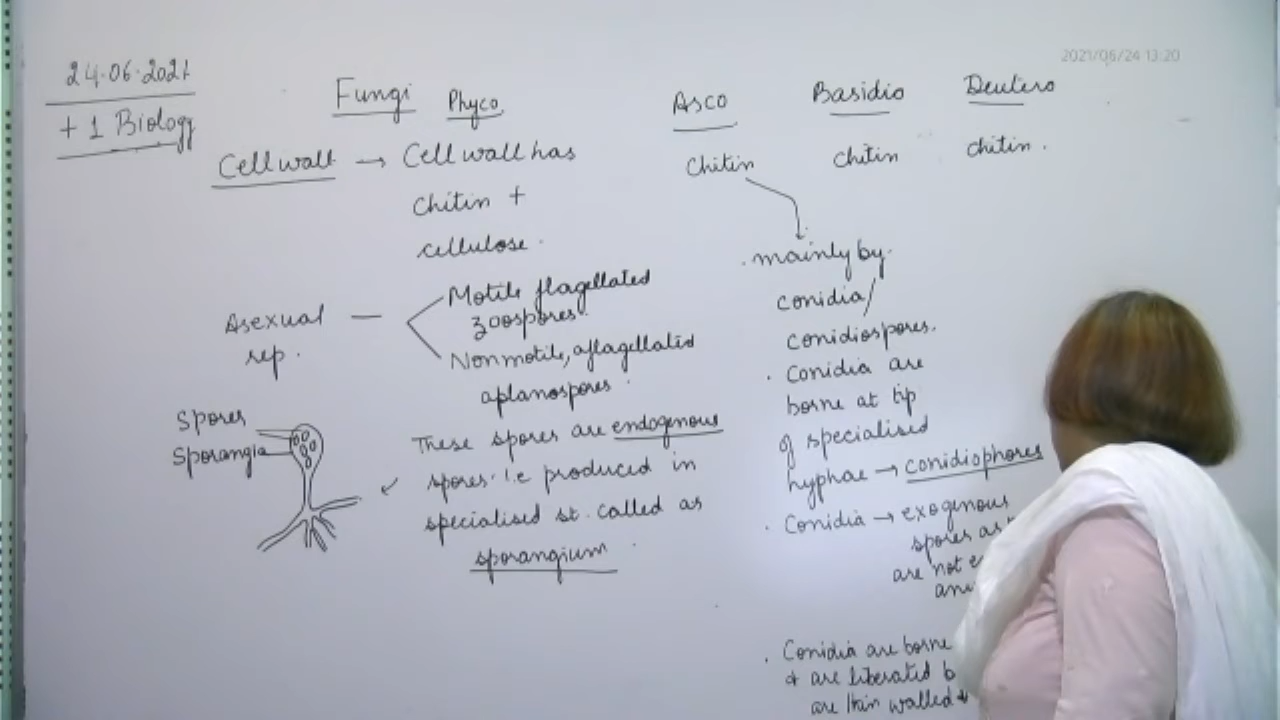 24.06.2021
+ 1 Biology
2021/06/24 13:20
Fungi
Phyco
Asco
Basidio
Deutero
Cell wall → Cell wall has
chitin +
cellulose.
Chitin
chitin
chitin.
Asexual
rep.
Motile flagellated
zoospores.
Nonmotile, aflagellated
aplanospores.
Spores
Sporangia
These spores are endogenous
spores. i.e produced in
specialised st. called as
sporangium
. mainly by.
conidia/
conidiospores.
. Conidia are
borne at tip
of specialised
hyphae → conidiophores
. Conidia → exogenous
spores as
are not
. Conidia are borne
& are liberated b
are thin walled